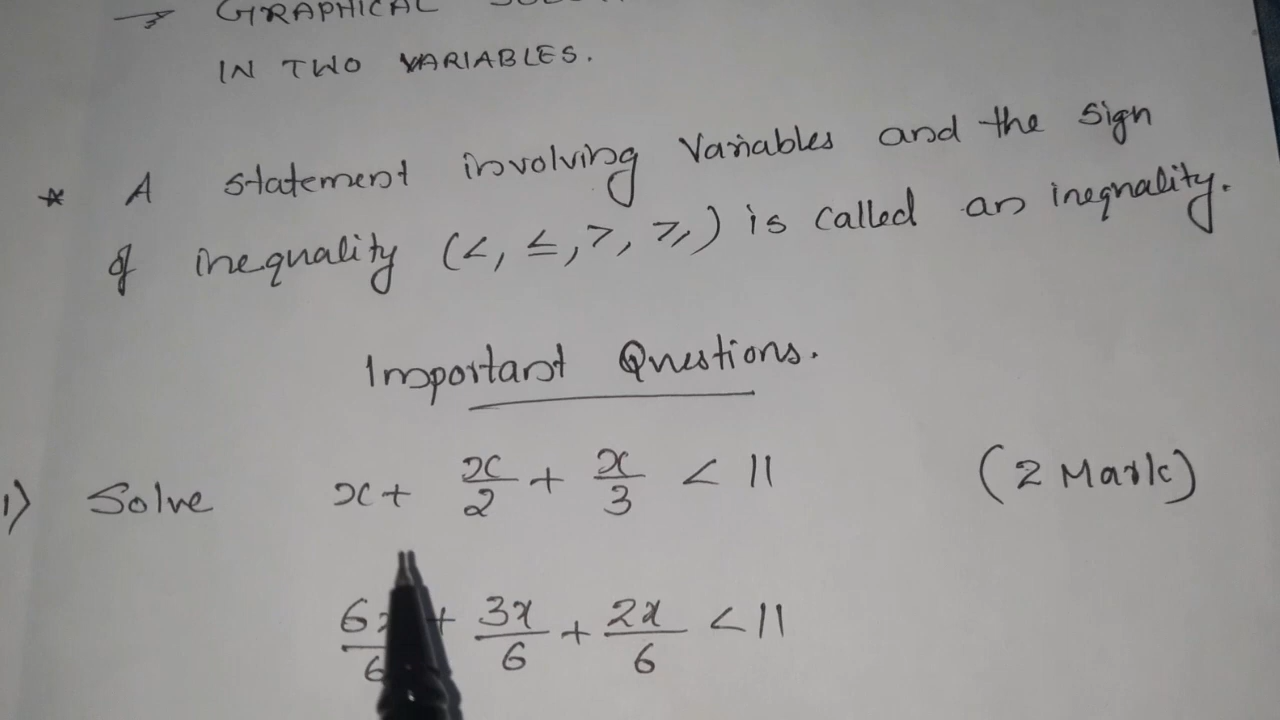 → GRAPHICAL
IN TWO VARIABLES.
* A statement involving Variables and the sign
of inequality (<, ≤, >, ≥) is called an inequality.
Important Questions.
1) Solve x + x/2 + x/3 < 11 (2 Mark)
+ 3x/6 + 2x/6 < 11